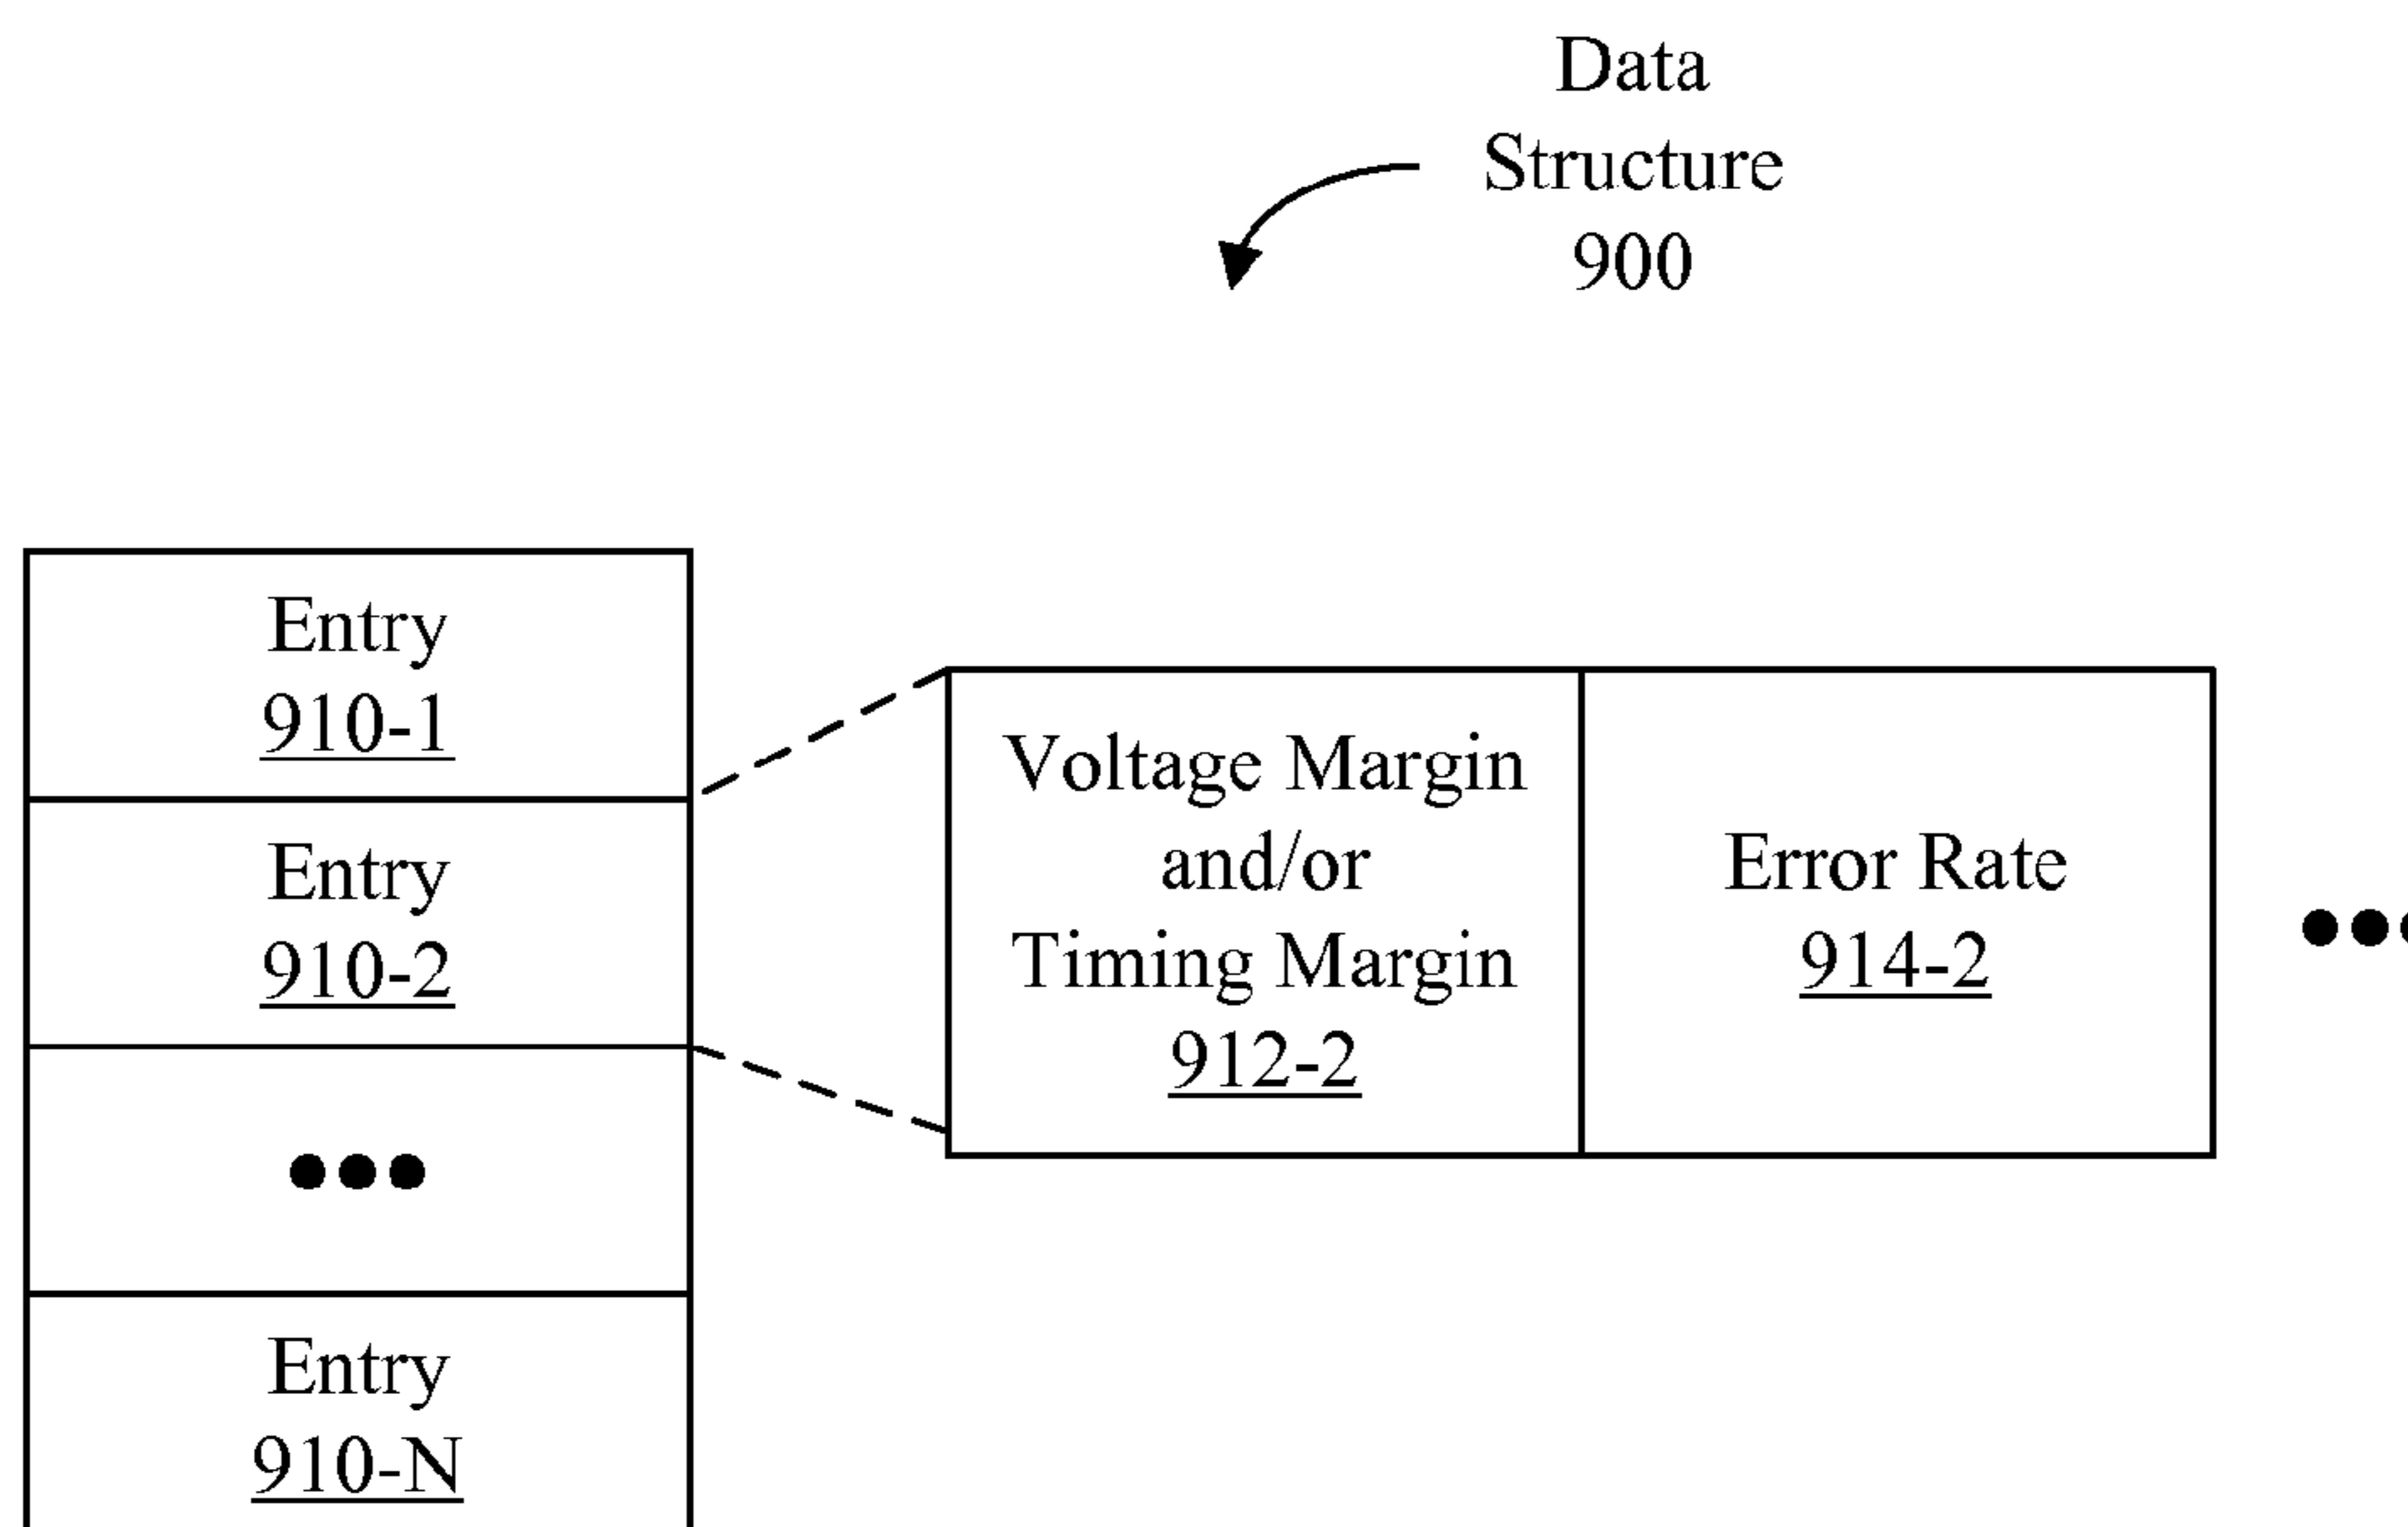 Data
Structure
900
Entry
910-1
Entry
910-2
●●●
Entry
910-N
Voltage Margin
and/or
Timing Margin
912-2
Error Rate
914-2
●●●